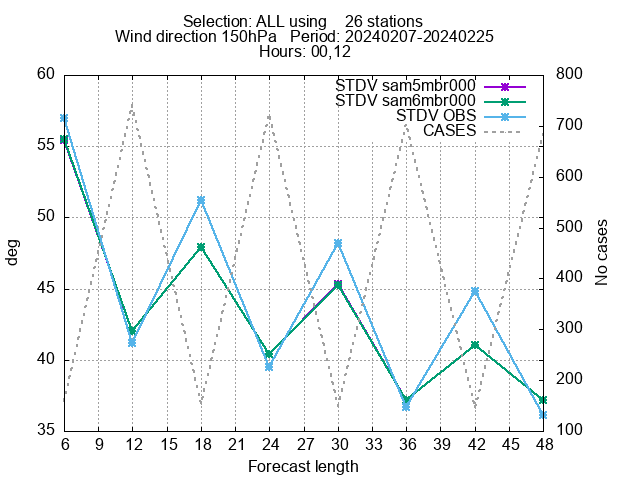 Selection: ALL using    26 stations
Wind direction 150hPa   Period: 20240207-20240225
Hours: 00,12
STDV sam5mbr000
STDV sam6mbr000
STDV OBS
CASES
60
55
50
45
40
35
deg
800
700
600
500
400
300
200
100
No cases
6 9 12 15 18 21 24 27 30 33 36 39 42 45 48
Forecast length